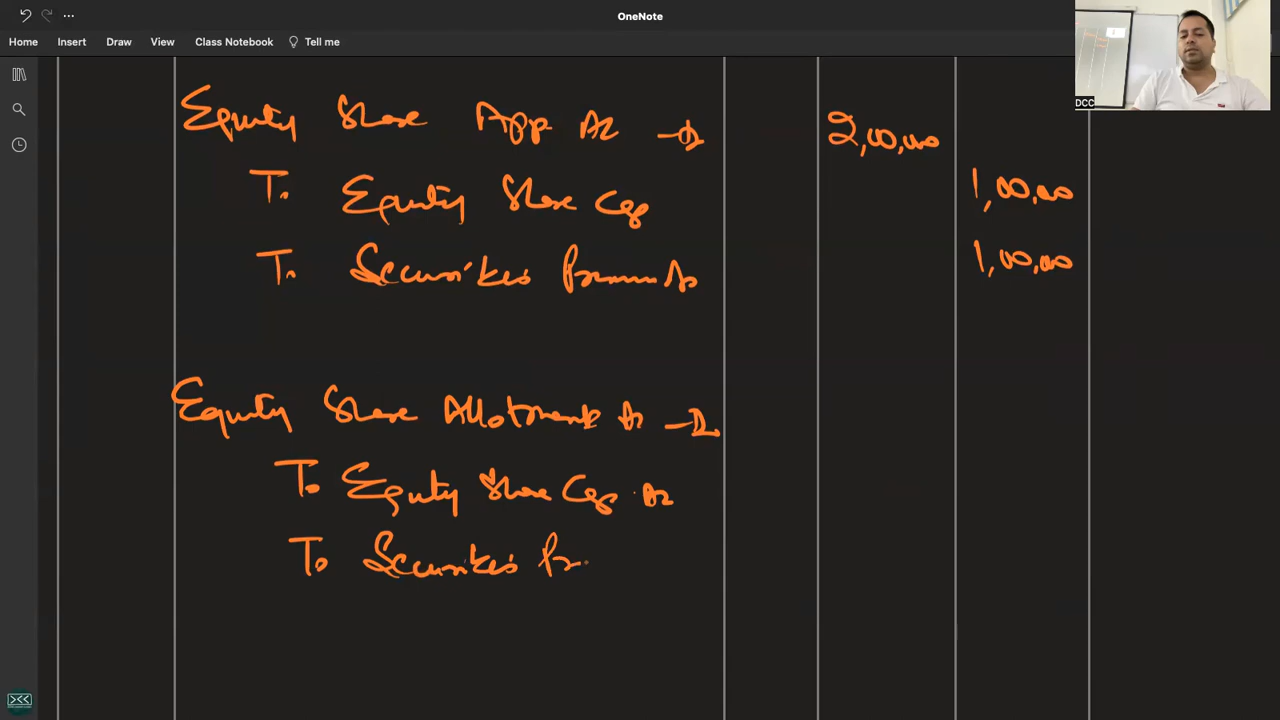 OneNote
Home Insert Draw View Class Notebook Tell me
DCC
Equity Share App A/c -Dr 2,00,000
To Equity Share Cap 1,00,000
To Securities Premium A/c 1,00,000
Equity Share Allotment A/c -Dr
To Equity Share Cap A/c
To Securities Pr